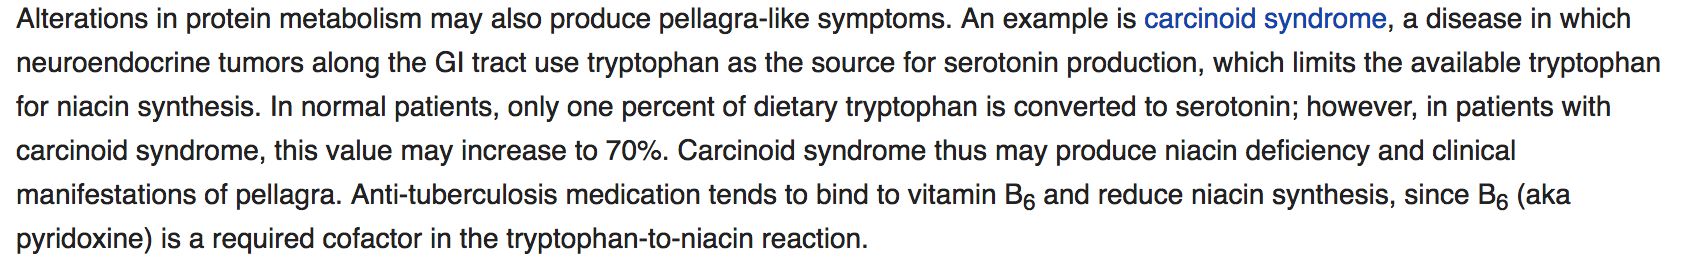 Alterations in protein metabolism may also produce pellagra-like symptoms. An example is carcinoid syndrome, a disease in which
neuroendocrine tumors along the GI tract use tryptophan as the source for serotonin production, which limits the available tryptophan
for niacin synthesis. In normal patients, only one percent of dietary tryptophan is converted to serotonin; however, in patients with
carcinoid syndrome, this value may increase to 70%. Carcinoid syndrome thus may produce niacin deficiency and clinical
manifestations of pellagra. Anti-tuberculosis medication tends to bind to vitamin B₆ and reduce niacin synthesis, since B₆ (aka
pyridoxine) is a required cofactor in the tryptophan-to-niacin reaction.